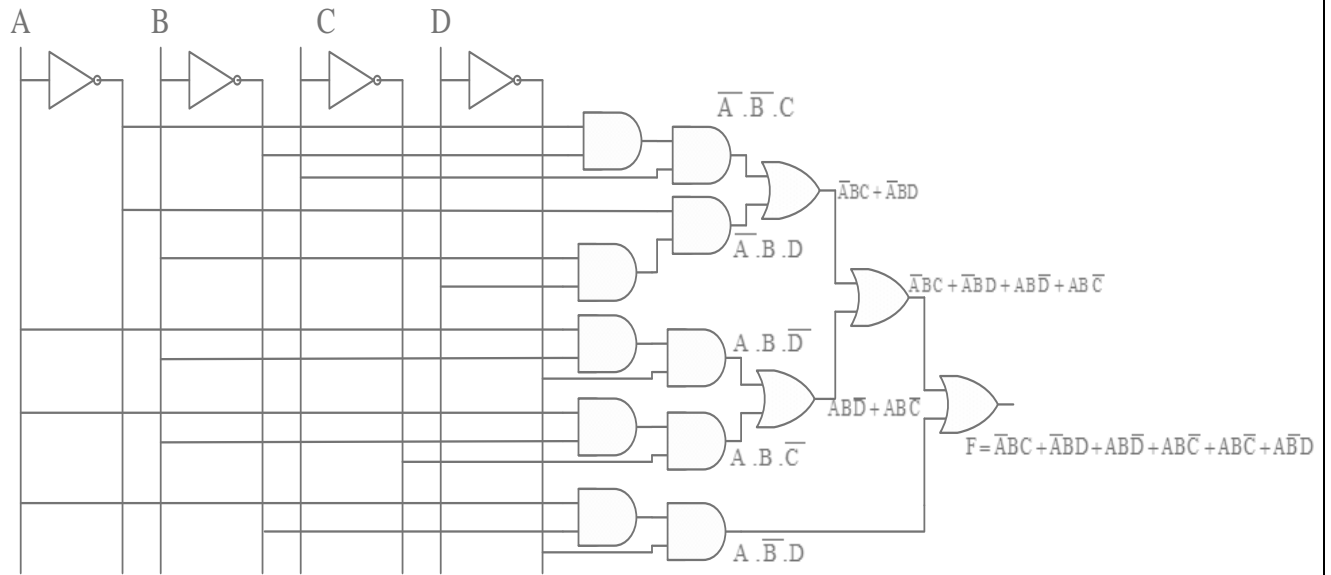 A B C D
A̅ .B̅ .C
A̅BC + A̅BD
A̅ .B .D
A̅BC + A̅BD + ABD̅ + ABC̅
A .B .D̅
ABD̅ + ABC̅
F = A̅BC + A̅BD + ABD̅ + ABC̅ + ABC̅ + AB̅D
A .B .C̅
A .B̅ .D